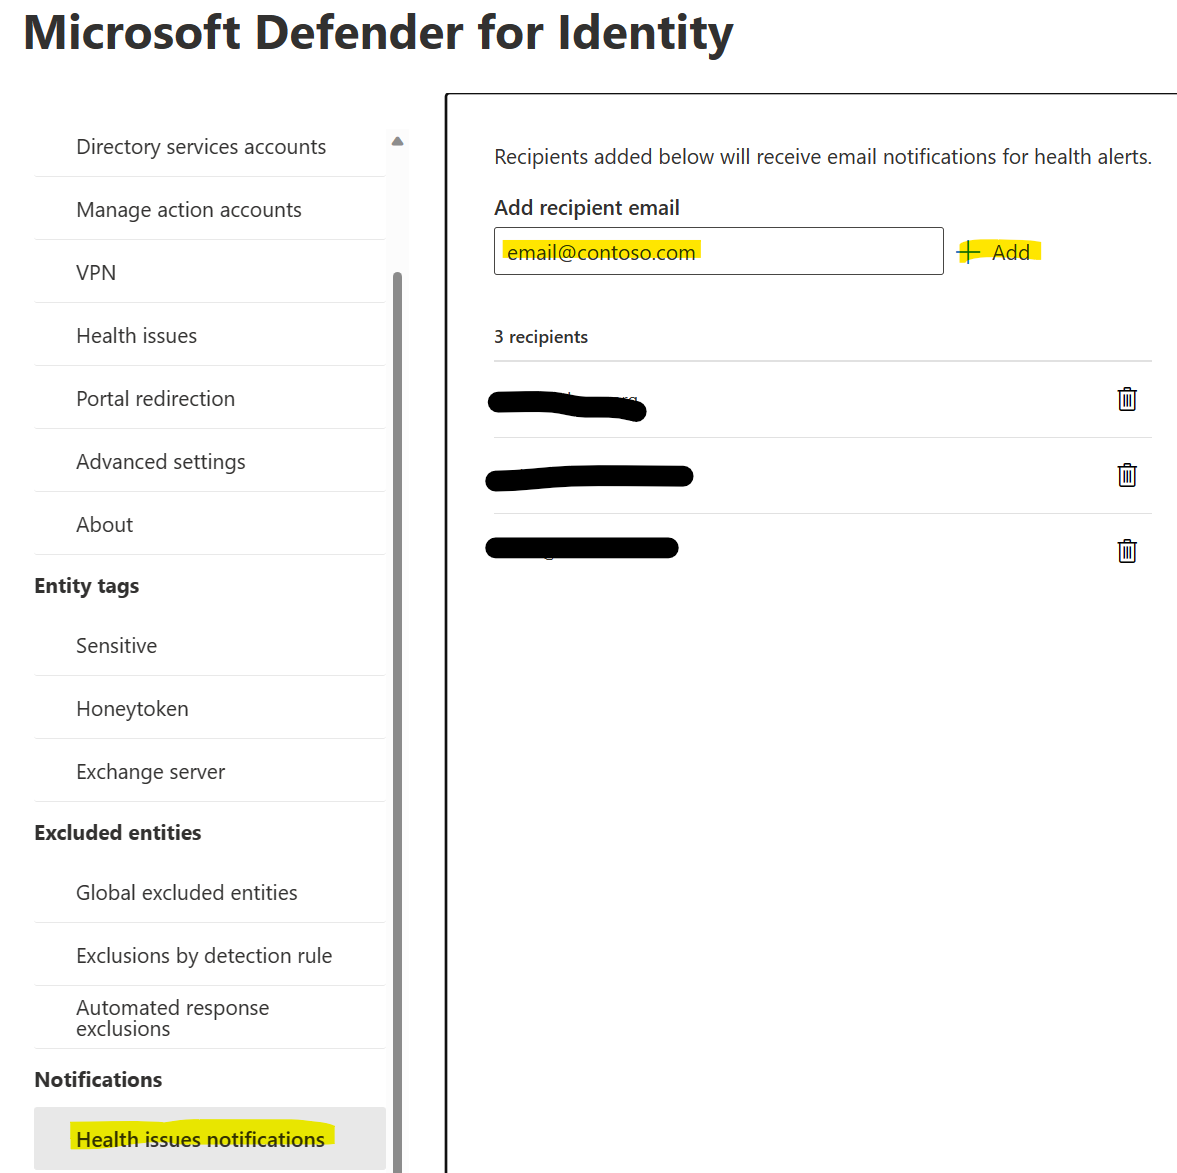 Microsoft Defender for Identity
Directory services accounts
Manage action accounts
VPN
Health issues
Portal redirection
Advanced settings
About
Entity tags
Sensitive
Honeytoken
Exchange server
Excluded entities
Global excluded entities
Exclusions by detection rule
Automated response
exclusions
Notifications
Health issues notifications
Recipients added below will receive email notifications for health alerts.
Add recipient email
email@contoso.com
Add
3 recipients